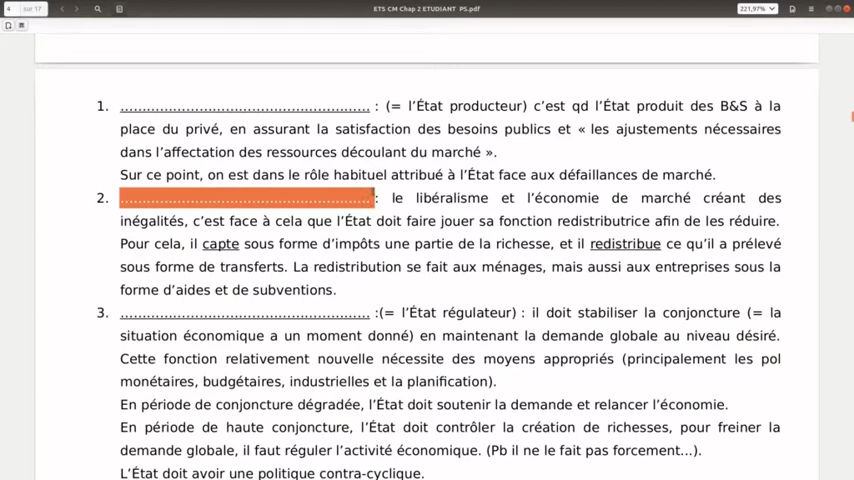 4 sur 17
ETS CM Chap 2 ETUDIANT PS.pdf
221,97%
1. ........................................................ : (= l’État producteur) c’est qd l’État produit des B&S à la
place du privé, en assurant la satisfaction des besoins publics et « les ajustements nécessaires
dans l’affectation des ressources découlant du marché ».
Sur ce point, on est dans le rôle habituel attribué à l’État face aux défaillances de marché.
2. ........................................................ : le libéralisme et l’économie de marché créant des
inégalités, c’est face à cela que l’État doit faire jouer sa fonction redistributrice afin de les réduire.
Pour cela, il capte sous forme d’impôts une partie de la richesse, et il redistribue ce qu’il a prélevé
sous forme de transferts. La redistribution se fait aux ménages, mais aussi aux entreprises sous la
forme d’aides et de subventions.
3. ........................................................ :(= l’État régulateur) : il doit stabiliser la conjoncture (= la
situation économique a un moment donné) en maintenant la demande globale au niveau désiré.
Cette fonction relativement nouvelle nécessite des moyens appropriés (principalement les pol
monétaires, budgétaires, industrielles et la planification).
En période de conjoncture dégradée, l’État doit soutenir la demande et relancer l’économie.
En période de haute conjoncture, l’État doit contrôler la création de richesses, pour freiner la
demande globale, il faut réguler l’activité économique. (Pb il ne le fait pas forcement...).
L’État doit avoir une politique contra-cyclique.